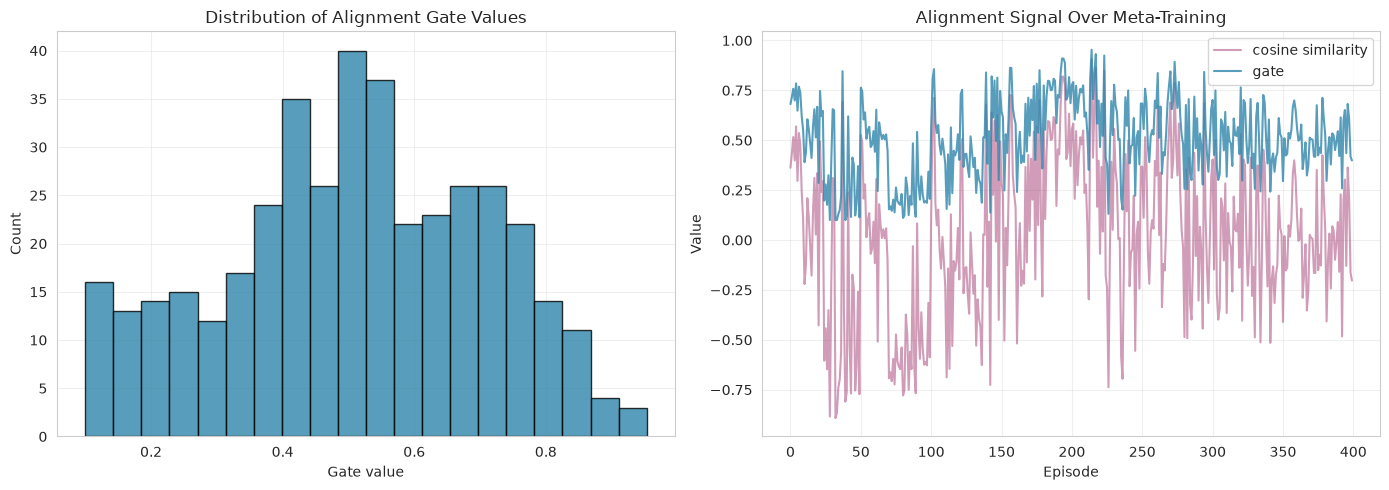 Distribution of Alignment Gate Values
Count
40
35
30
25
20
15
10
5
0
0.2 0.4 0.6 0.8
Gate value
Alignment Signal Over Meta-Training
cosine similarity
gate
Value
1.00
0.75
0.50
0.25
0.00
−0.25
−0.50
−0.75
0 50 100 150 200 250 300 350 400
Episode